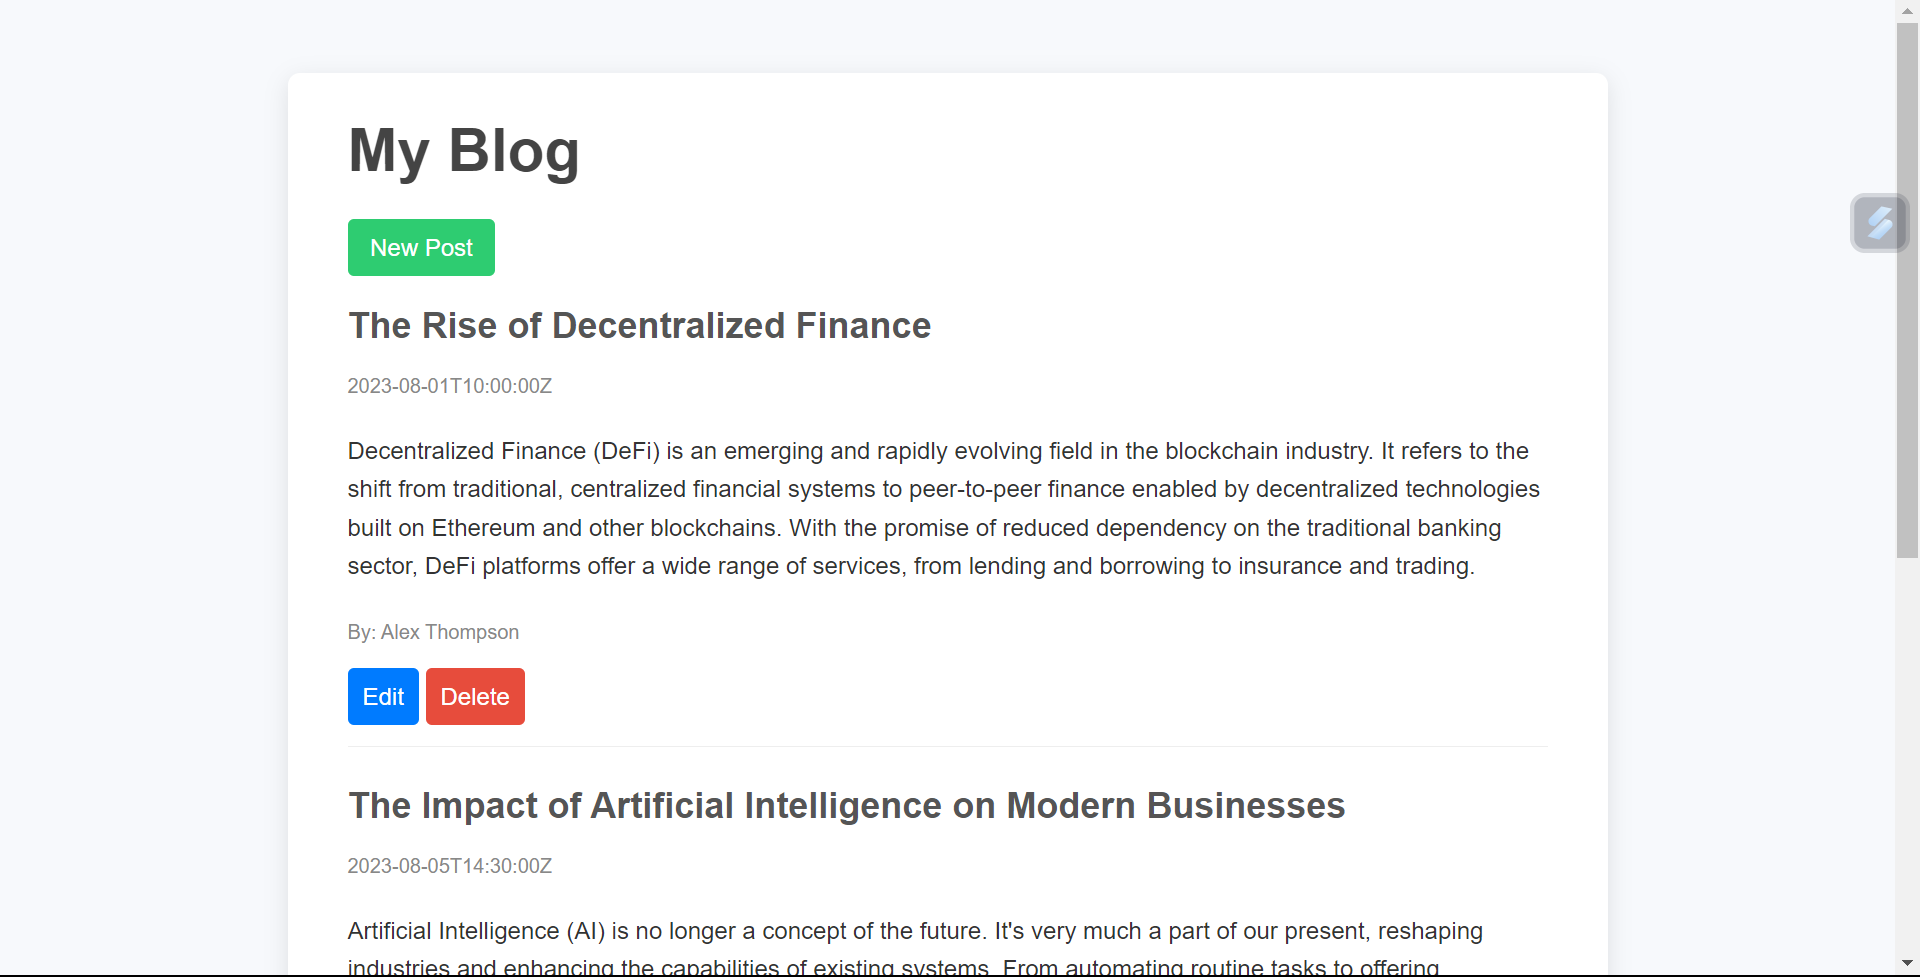 My Blog
New Post
The Rise of Decentralized Finance
2023-08-01T10:00:00Z
Decentralized Finance (DeFi) is an emerging and rapidly evolving field in the blockchain industry. It refers to the
shift from traditional, centralized financial systems to peer-to-peer finance enabled by decentralized technologies
built on Ethereum and other blockchains. With the promise of reduced dependency on the traditional banking
sector, DeFi platforms offer a wide range of services, from lending and borrowing to insurance and trading.
By: Alex Thompson
Edit Delete
The Impact of Artificial Intelligence on Modern Businesses
2023-08-05T14:30:00Z
Artificial Intelligence (AI) is no longer a concept of the future. It's very much a part of our present, reshaping
industries and enhancing the capabilities of existing systems. From automating routine tasks to offering